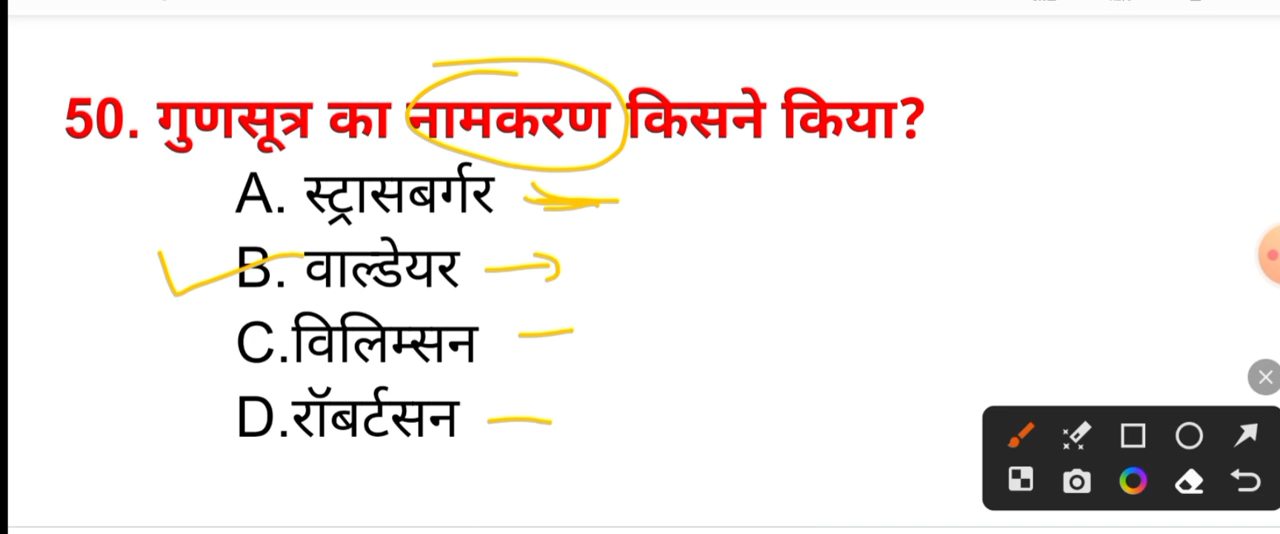 50. गुणसूत्र का नामकरण किसने किया?
A. स्ट्रासबर्गर
B. वाल्डेयर
C.विलिम्सन
D.रॉबर्टसन